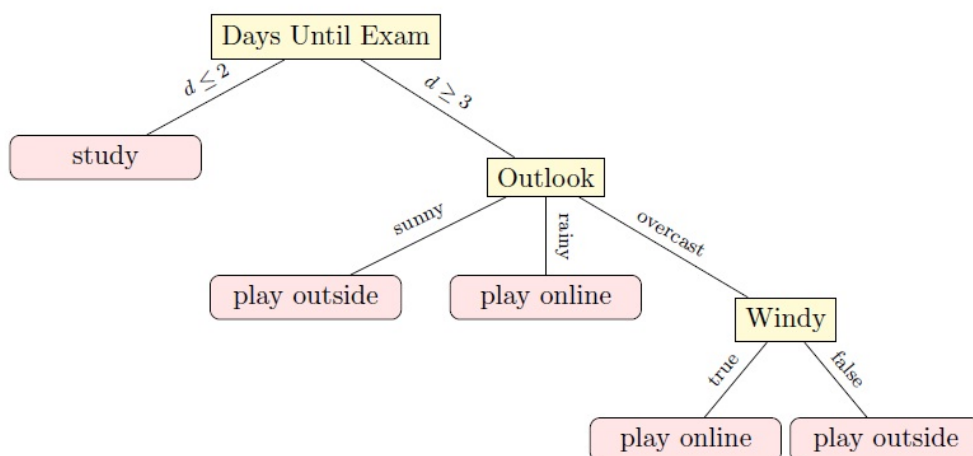 Days Until Exam
d ≤ 2
d ≥ 3
study
Outlook
sunny
rainy
overcast
play outside
play online
Windy
true
false
play online
play outside